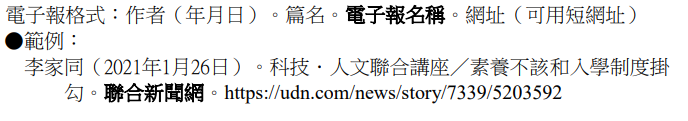 電子報格式：作者（年月日）。篇名。電子報名稱。網址（可用短網址）
●範例：
李家同（2021年1月26日）。科技．人文聯合講座／素養不該和入學制度掛
勾。聯合新聞網。https://udn.com/news/story/7339/5203592